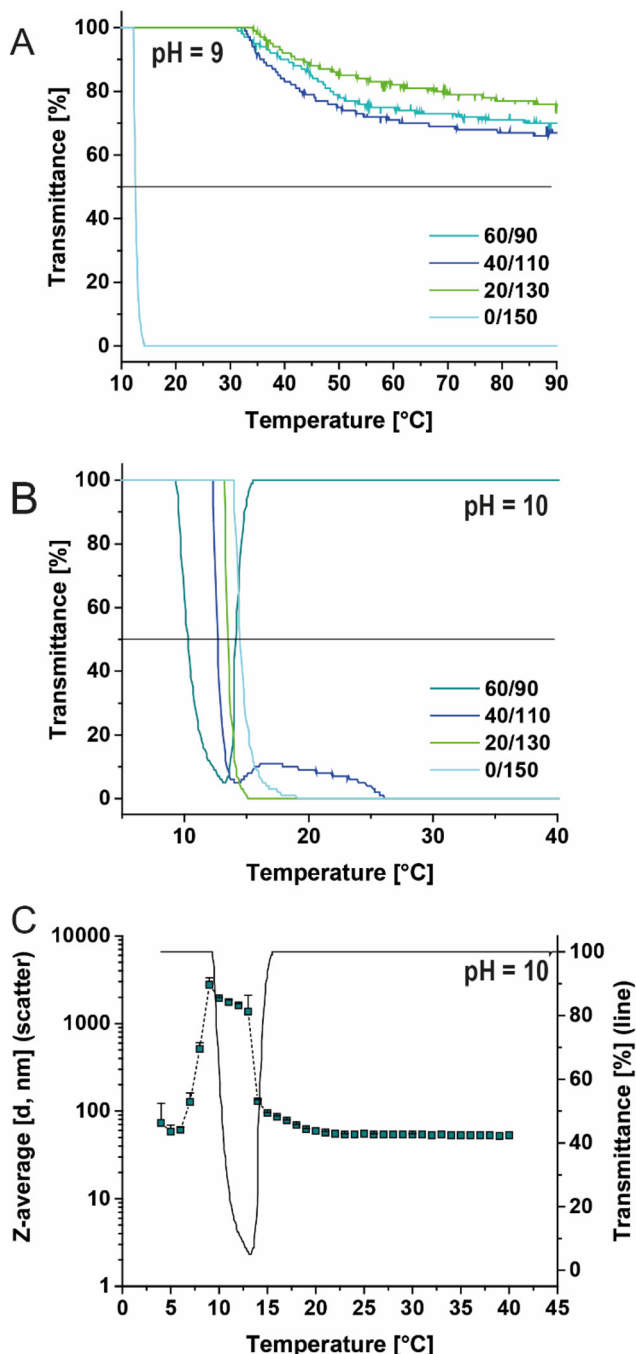 A
pH = 9
Transmittance [%]
100
80
60
40
20
0
60/90
40/110
20/130
0/150
10 20 30 40 50 60 70 80 90
Temperature [°C]
B
pH = 10
Transmittance [%]
100
80
60
40
20
0
60/90
40/110
20/130
0/150
10 20 30 40
Temperature [°C]
C
pH = 10
Z-average [d, nm] (scatter)
10000
1000
100
10
1
100
80
60
40
20
0
Transmittance [%] (line)
0 5 10 15 20 25 30 35 40 45
Temperature [°C]